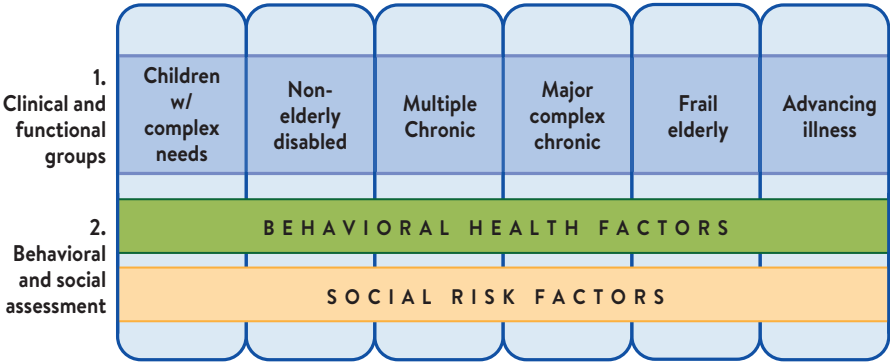 1.
Clinical and
functional
groups
Children
w/
complex
needs
Non-
elderly
disabled
Multiple
Chronic
Major
complex
chronic
Frail
elderly
Advancing
illness
2.
Behavioral
and social
assessment
BEHAVIORAL HEALTH FACTORS
SOCIAL RISK FACTORS